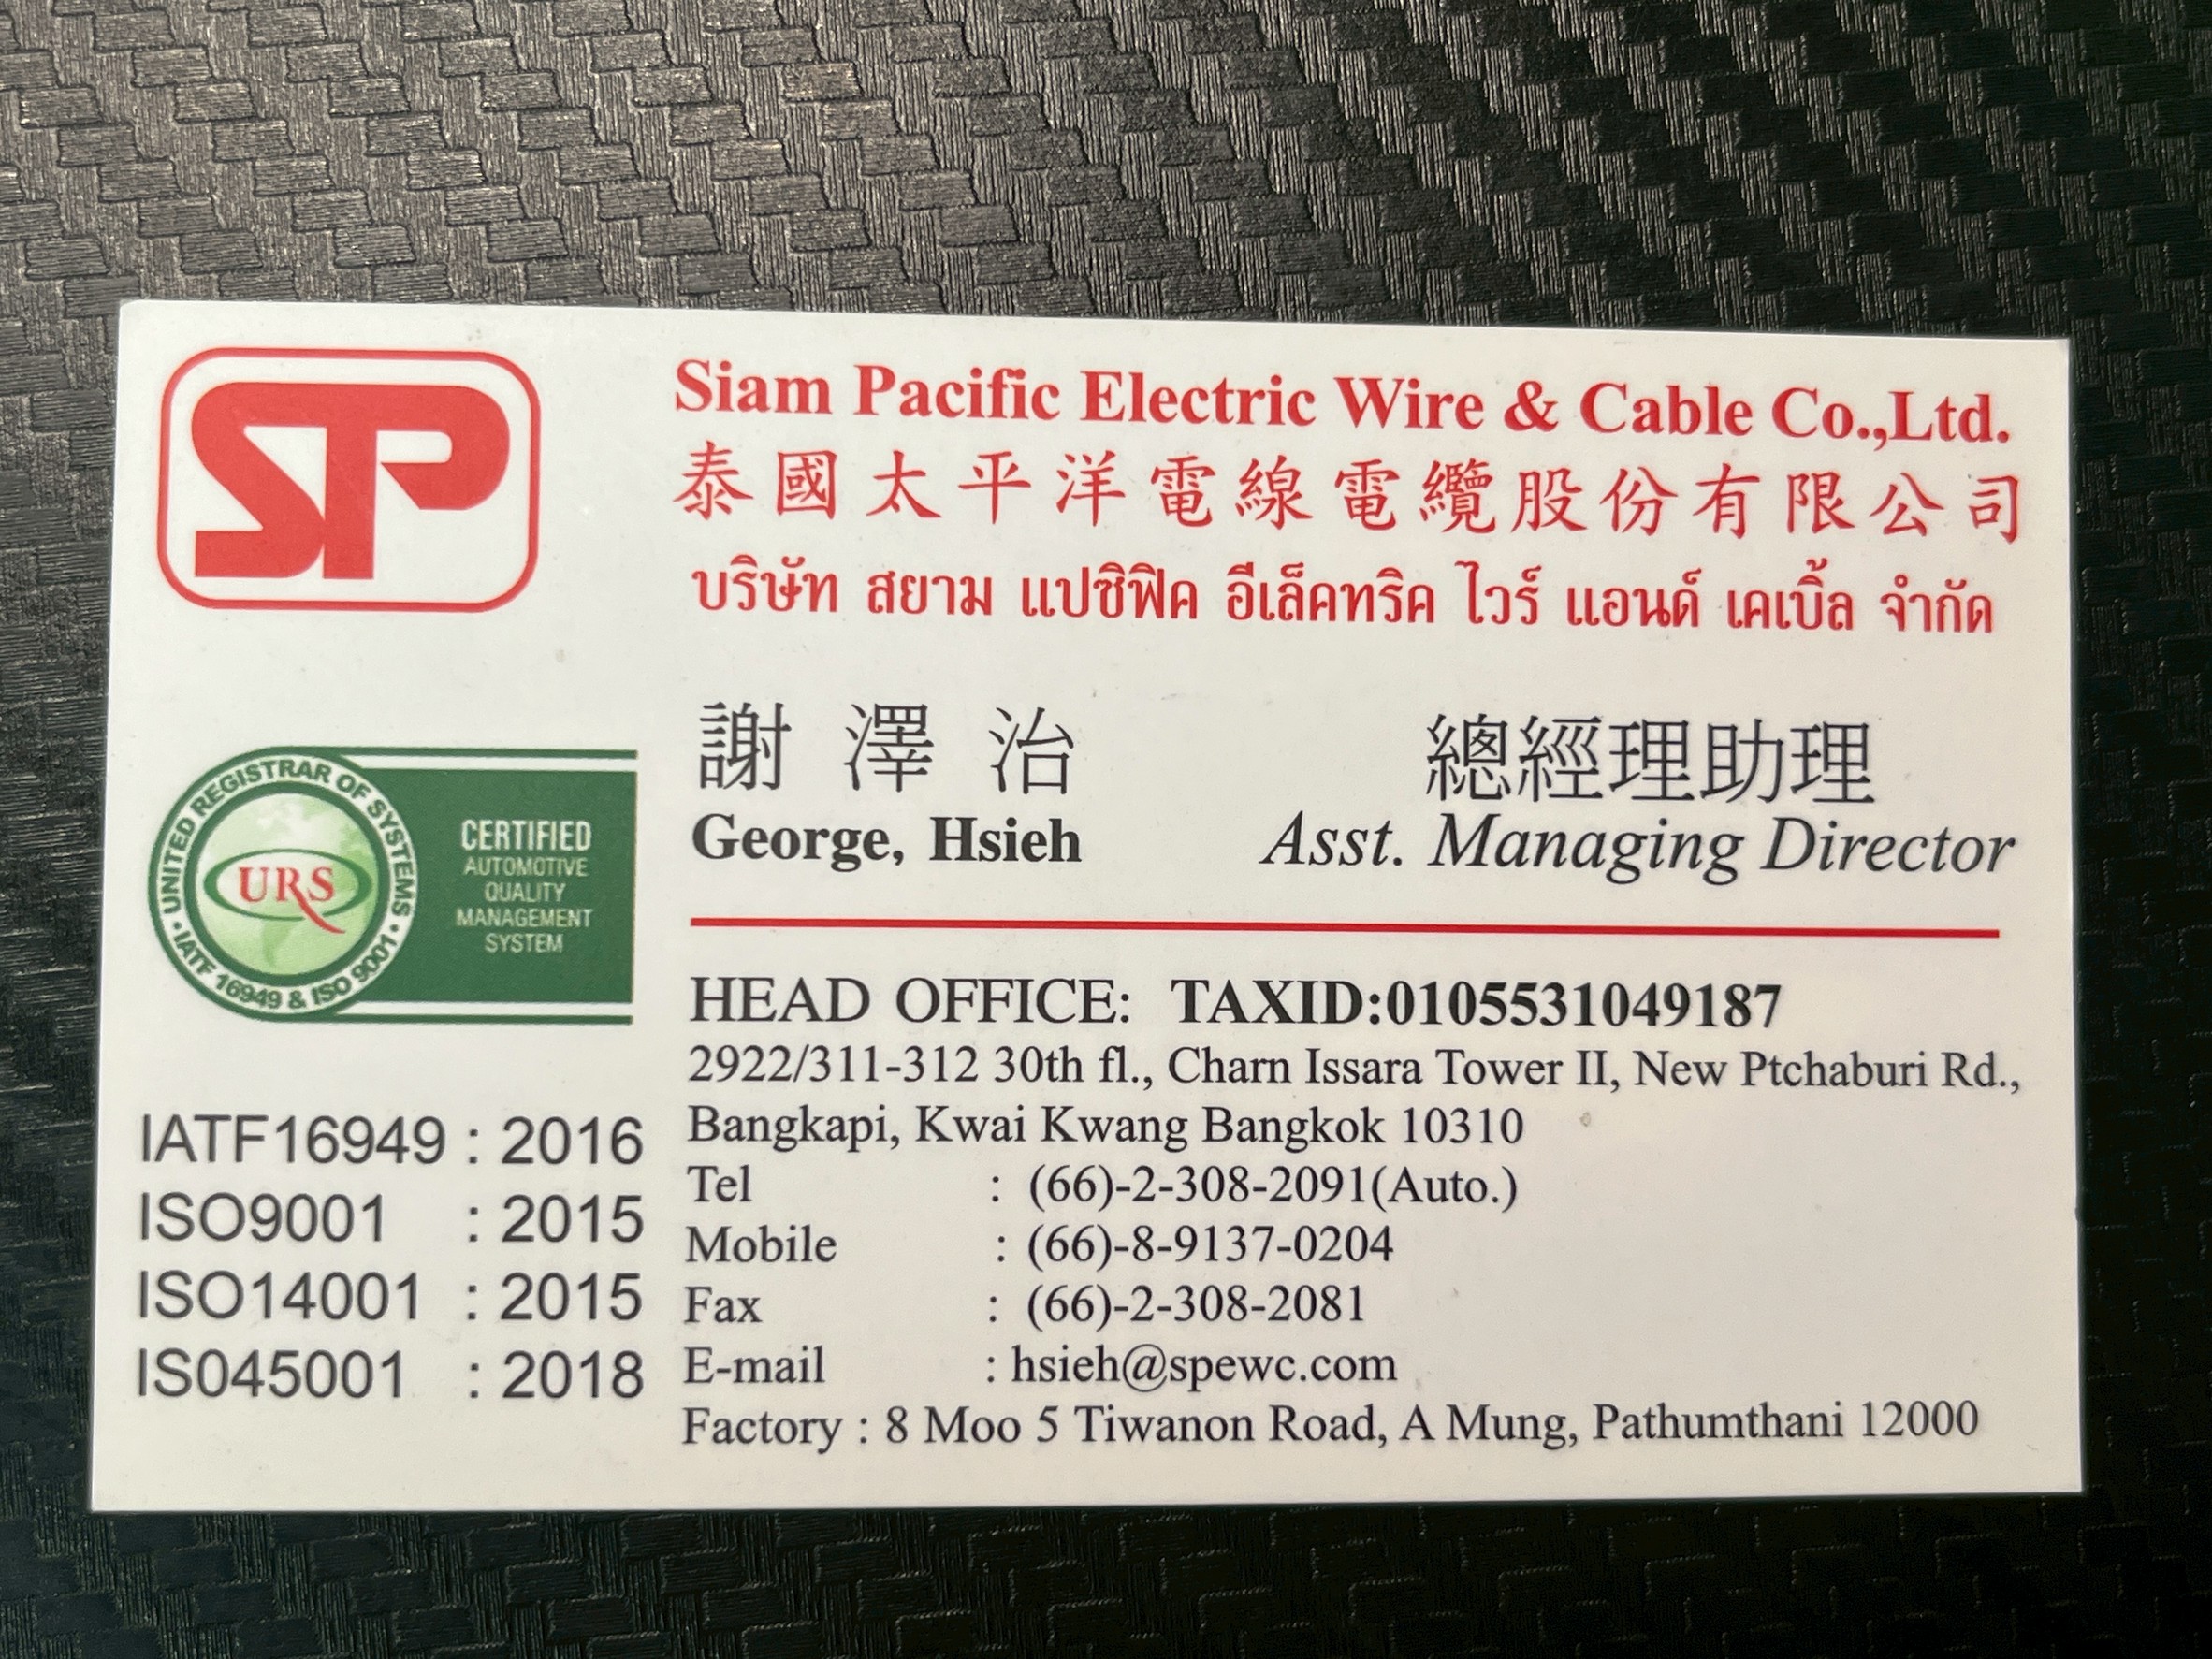 SP
Siam Pacific Electric Wire & Cable Co.,Ltd.
泰國太平洋電線電纜股份有限公司
บริษัท สยาม แปซิฟิค อีเล็คทริค ไวร์ แอนด์ เคเบิ้ล จำกัด
謝澤治
總經理助理
George, Hsieh
Asst. Managing Director
UNITED REGISTRAR OF SYSTEMS
URS
• IATF 16949 & ISO 9001 •
CERTIFIED
AUTOMOTIVE
QUALITY
MANAGEMENT
SYSTEM
IATF16949 : 2016
ISO9001 : 2015
ISO14001 : 2015
IS045001 : 2018
HEAD OFFICE: TAXID:0105531049187
2922/311-312 30th fl., Charn Issara Tower II, New Ptchaburi Rd.,
Bangkapi, Kwai Kwang Bangkok 10310
Tel : (66)-2-308-2091(Auto.)
Mobile : (66)-8-9137-0204
Fax : (66)-2-308-2081
E-mail : hsieh@spewc.com
Factory : 8 Moo 5 Tiwanon Road, A Mung, Pathumthani 12000